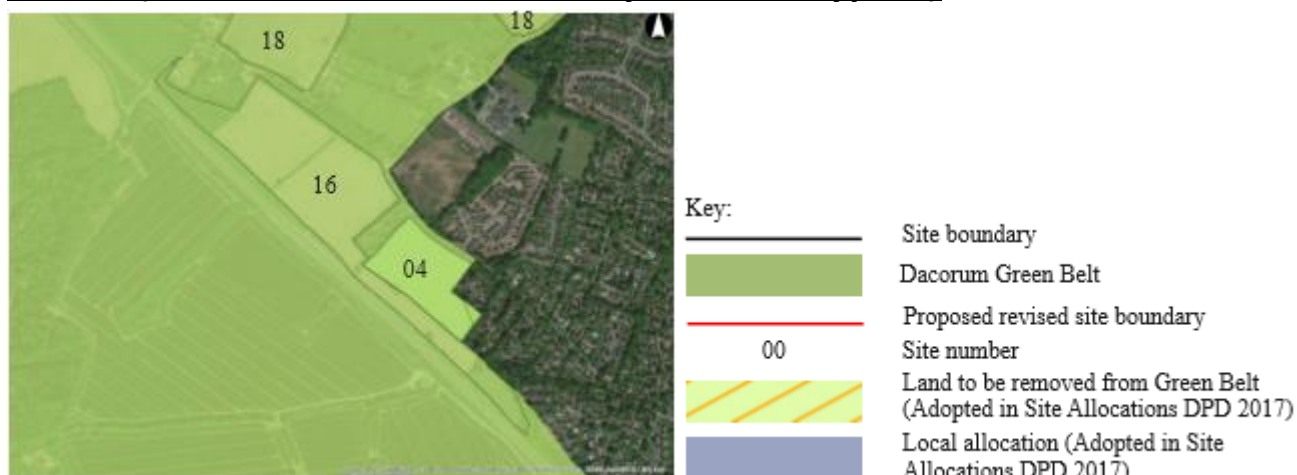 18
18
16
04
Key:
Site boundary
Dacorum Green Belt
Proposed revised site boundary
00 Site number
Land to be removed from Green Belt
(Adopted in Site Allocations DPD 2017)
Local allocation (Adopted in Site
Allocations DPD 2017)